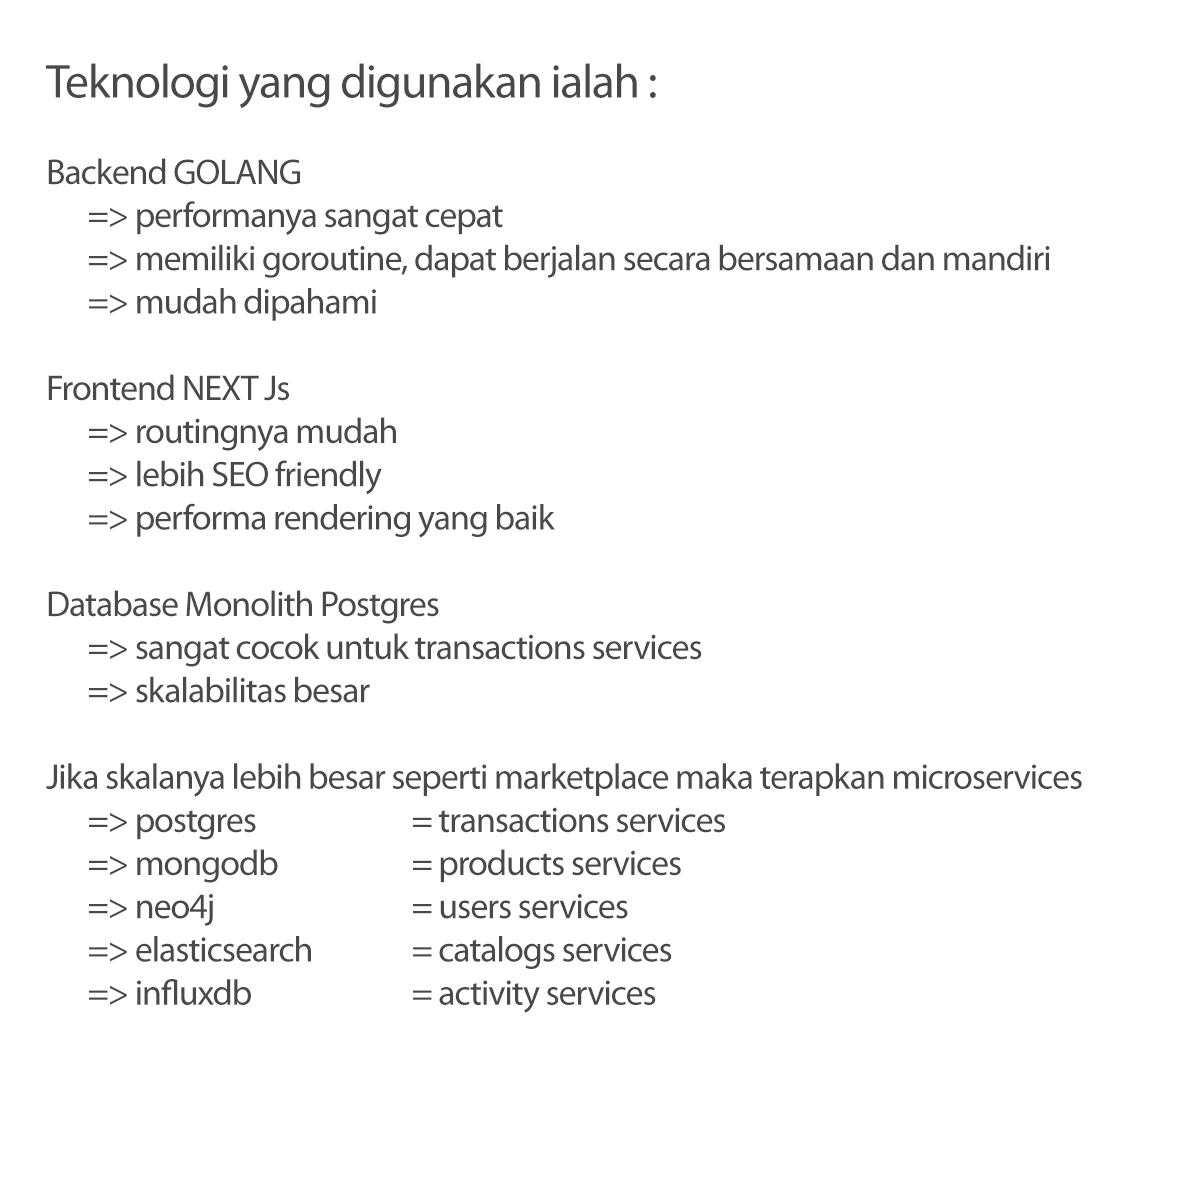 Teknologi yang digunakan ialah :
Backend GOLANG
=> performanya sangat cepat
=> memiliki goroutine, dapat berjalan secara bersamaan dan mandiri
=> mudah dipahami
Frontend NEXT Js
=> routingnya mudah
=> lebih SEO friendly
=> performa rendering yang baik
Database Monolith Postgres
=> sangat cocok untuk transactions services
=> skalabilitas besar
Jika skalanya lebih besar seperti marketplace maka terapkan microservices
=> postgres = transactions services
=> mongodb = products services
=> neo4j = users services
=> elasticsearch = catalogs services
=> influxdb = activity services